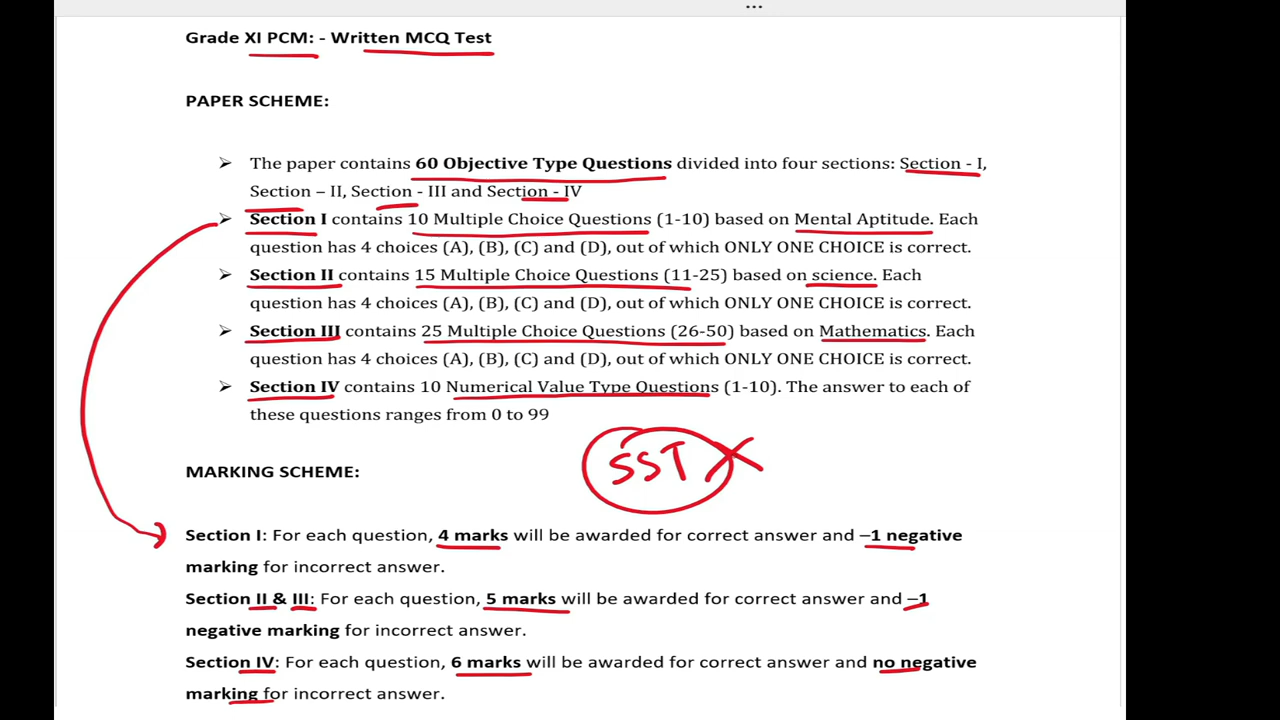 ...
Grade XI PCM: - Written MCQ Test
PAPER SCHEME:
➢ The paper contains 60 Objective Type Questions divided into four sections: Section - I,
Section – II, Section - III and Section - IV
➢ Section I contains 10 Multiple Choice Questions (1-10) based on Mental Aptitude. Each
question has 4 choices (A), (B), (C) and (D), out of which ONLY ONE CHOICE is correct.
➢ Section II contains 15 Multiple Choice Questions (11-25) based on science. Each
question has 4 choices (A), (B), (C) and (D), out of which ONLY ONE CHOICE is correct.
➢ Section III contains 25 Multiple Choice Questions (26-50) based on Mathematics. Each
question has 4 choices (A), (B), (C) and (D), out of which ONLY ONE CHOICE is correct.
➢ Section IV contains 10 Numerical Value Type Questions (1-10). The answer to each of
these questions ranges from 0 to 99
SST X
MARKING SCHEME:
Section I: For each question, 4 marks will be awarded for correct answer and –1 negative
marking for incorrect answer.
Section II & III: For each question, 5 marks will be awarded for correct answer and –1
negative marking for incorrect answer.
Section IV: For each question, 6 marks will be awarded for correct answer and no negative
marking for incorrect answer.